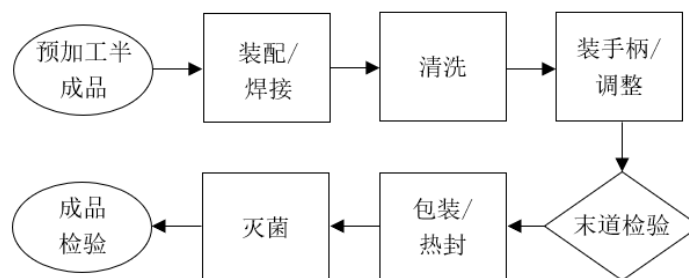 预加工半
成品
装配/
焊接
清洗
装手柄/
调整
末道检验
包装/
热封
灭菌
成品
检验